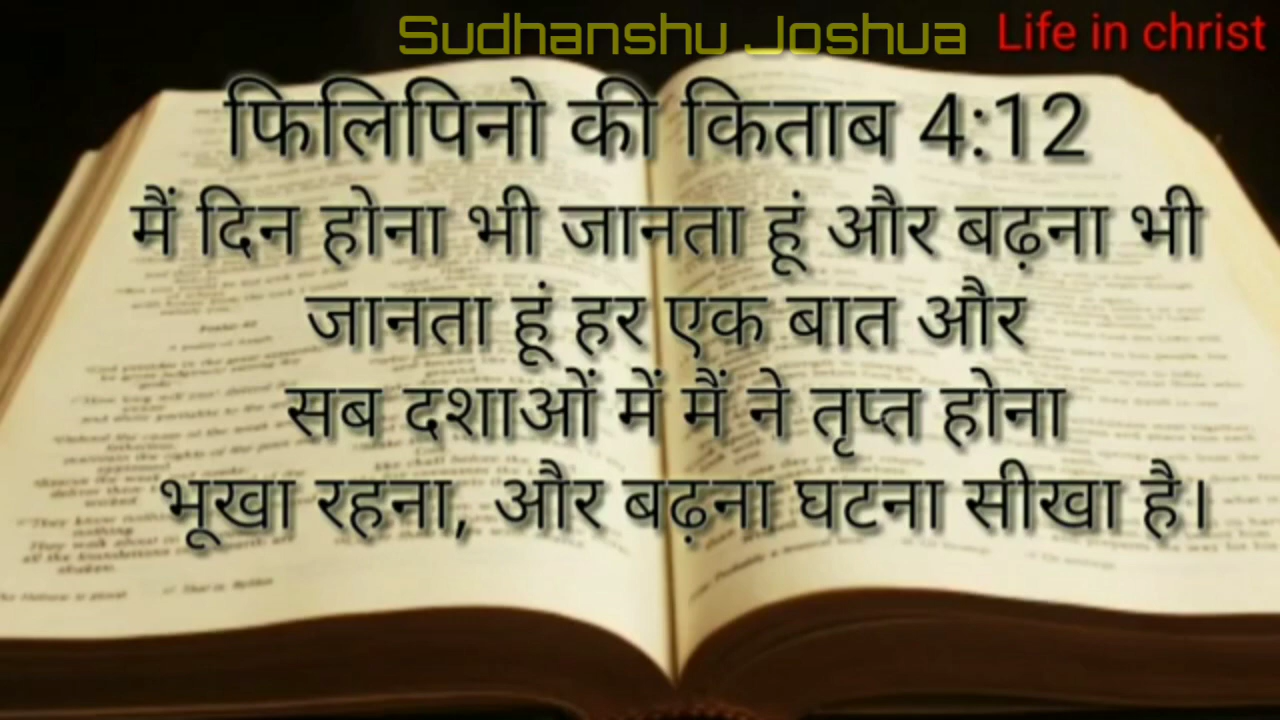 Sudhanshu Joshua Life in christ
फिलिपिनो की किताब 4:12
मैं दिन होना भी जानता हूं और बढ़ना भी
जानता हूं हर एक बात और
सब दशाओं में मैं ने तृप्त होना
भूखा रहना, और बढ़ना घटना सीखा है।